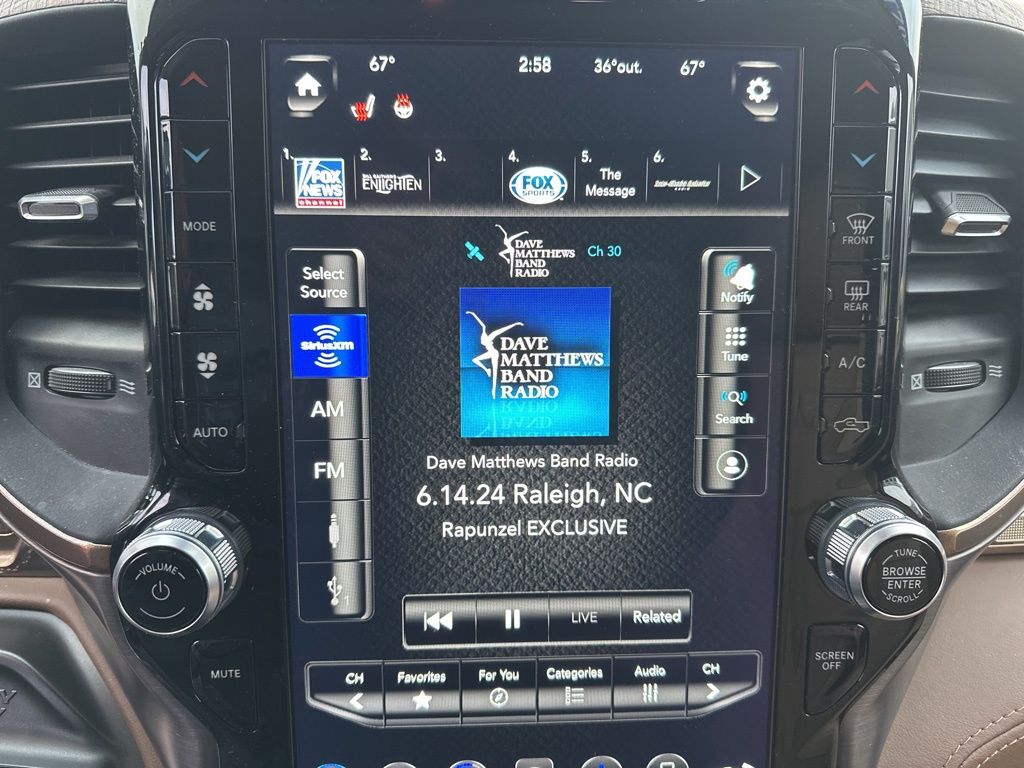 67°
2:58
36°out.
67°
1.
FOX
NEWS
channel
2.
ENLIGHTEN
3.
4.
FOX
SPORTS
5.
The
Message
6.
MODE
AUTO
VOLUME
MUTE
Select
Source
SiriusXM
AM
FM
1
DAVE
MATTHEWS
BAND
RADIO
Ch 30
DAVE
MATTHEWS
BAND
RADIO
Dave Matthews Band Radio
6.14.24 Raleigh, NC
Rapunzel EXCLUSIVE
Notify
Tune
Search
LIVE
Related
CH
Favorites
For You
Categories
Audio
CH
FRONT
REAR
A/C
TUNE
BROWSE
ENTER
SCROLL
SCREEN
OFF